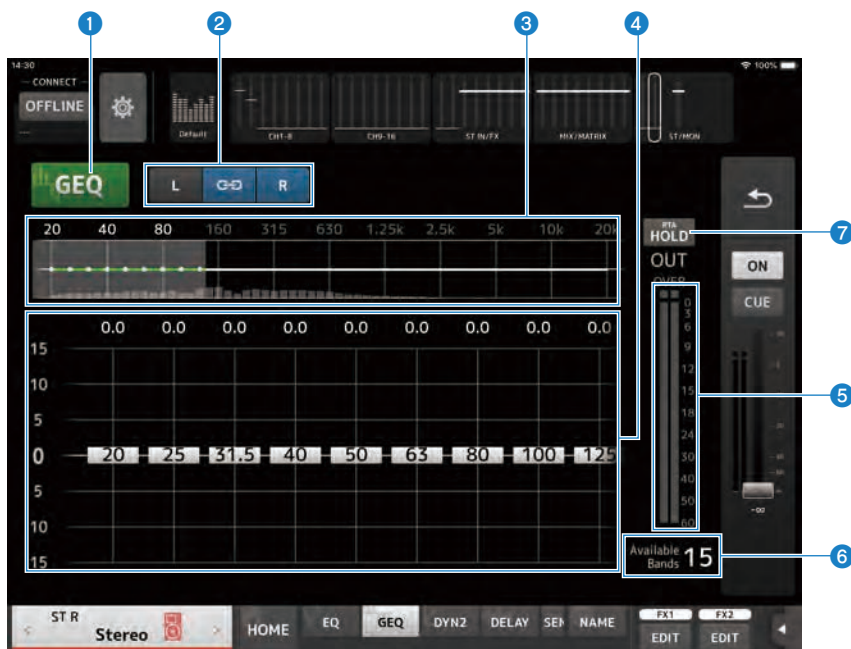 1 2 3 4
14:30 100%
CONNECT
OFFLINE
---
Default CH1-8 CH9-16 ST IN/FX MIX/MATRIX ST/MON
GEQ L R
20 40 80 160 315 630 1.25k 2.5k 5k 10k 20k
RTA
HOLD
7
OUT
OVER
ON
CUE
0.0 0.0 0.0 0.0 0.0 0.0 0.0 0.0 0.0
15
10
5
0 20 25 31.5 40 50 63 80 100 125
5
10
15
0
3
6
9
12
15
18
24
30
40
50
60
5
-∞
Available
Bands 15
6
ST R
Stereo
HOME EQ GEQ DYN2 DELAY SEN NAME
FX1
EDIT
FX2
EDIT